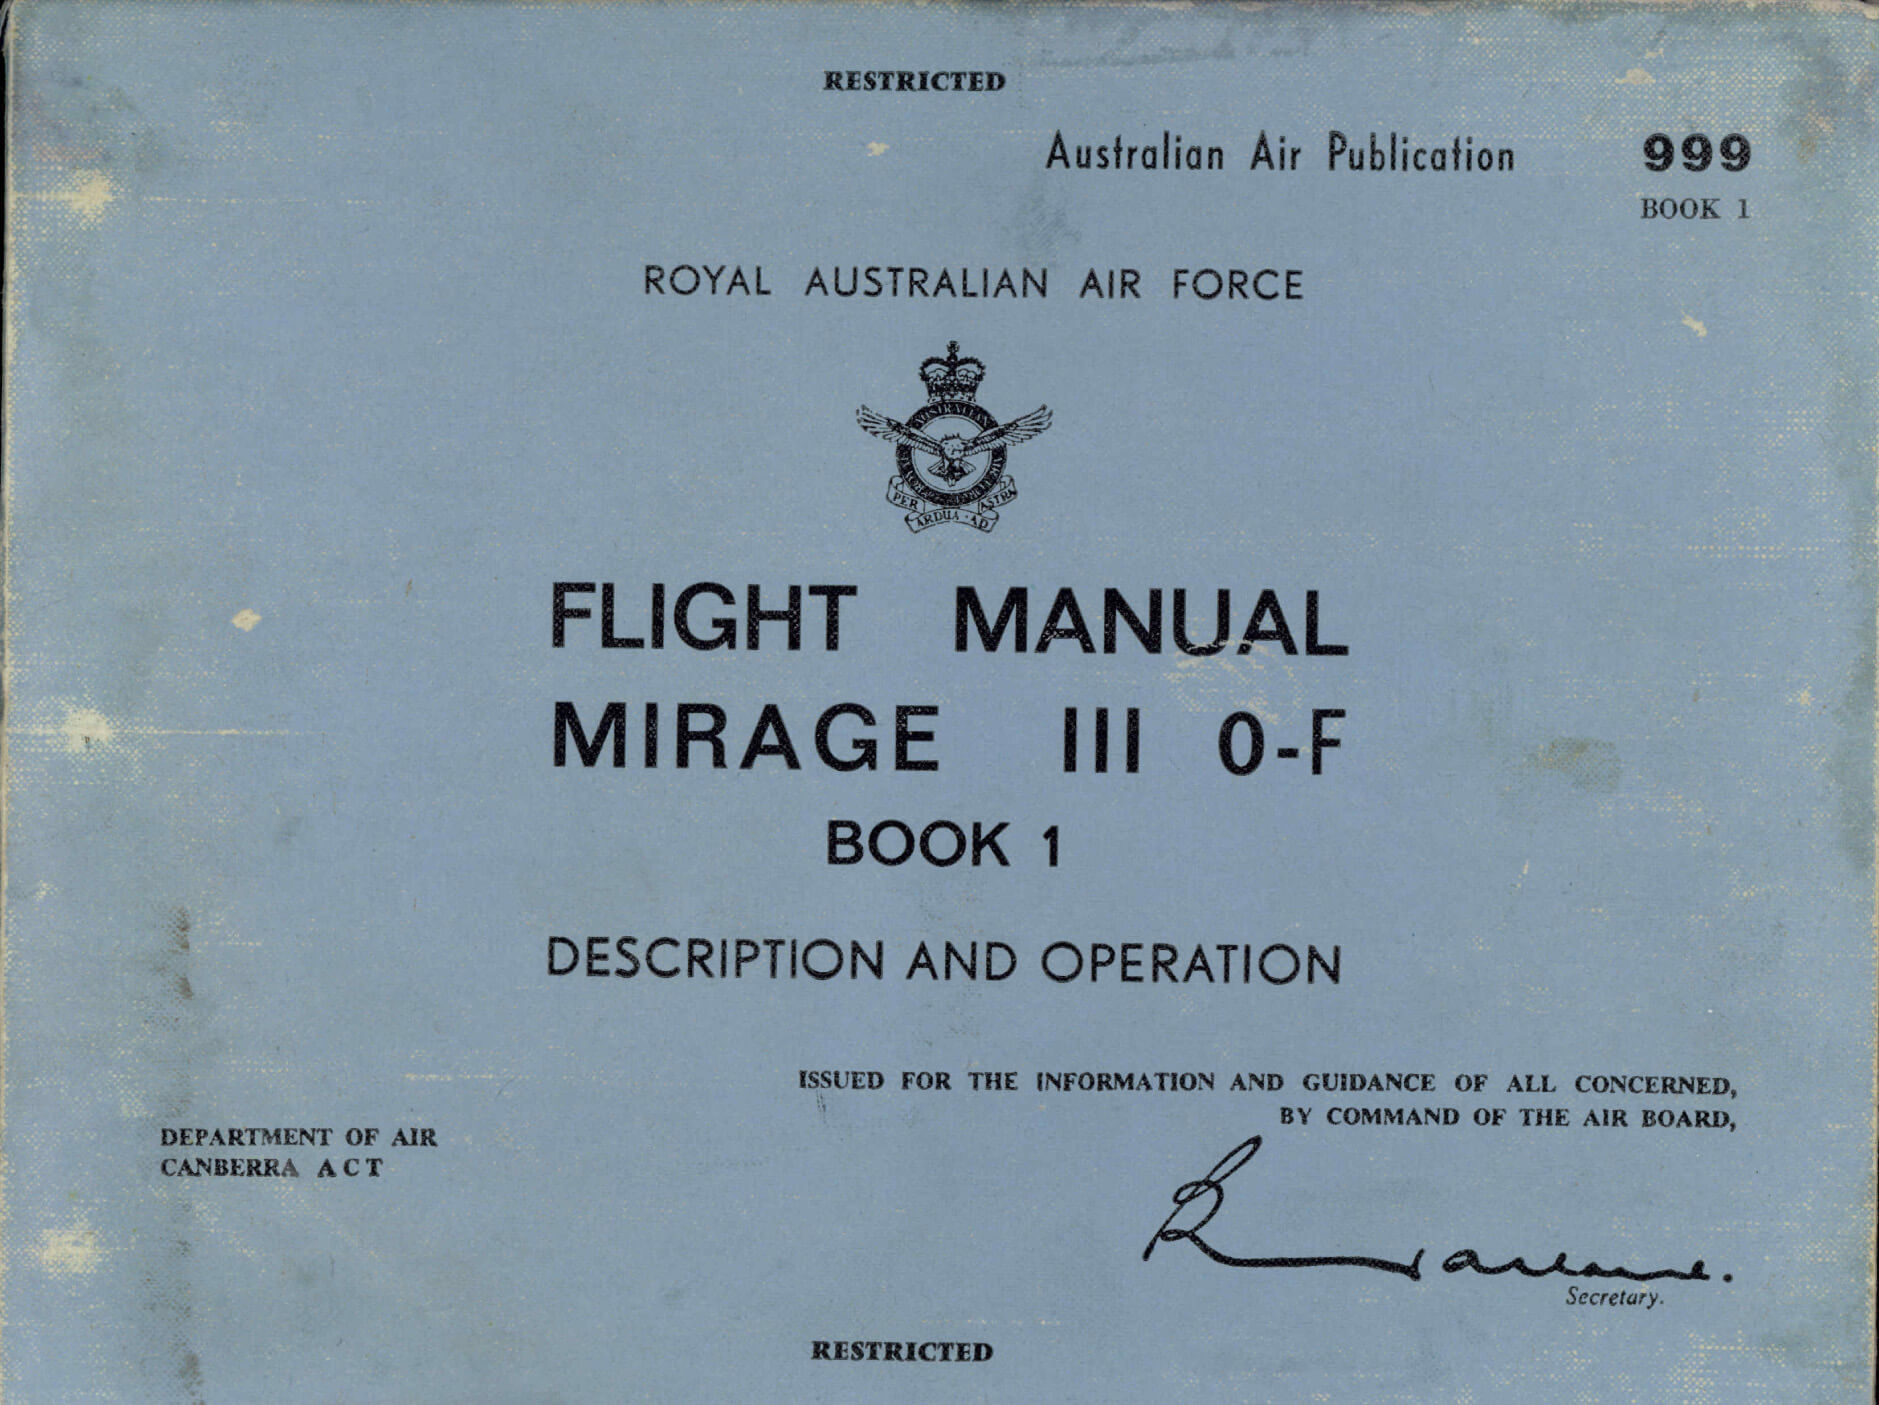 RESTRICTED
Australian Air Publication 999
BOOK 1
ROYAL AUSTRALIAN AIR FORCE
AUSTRALIAN
PER ARDUA · AD ASTRA
FLIGHT MANUAL
MIRAGE III O-F
BOOK 1
DESCRIPTION AND OPERATION
ISSUED FOR THE INFORMATION AND GUIDANCE OF ALL CONCERNED,
BY COMMAND OF THE AIR BOARD,
DEPARTMENT OF AIR
CANBERRA ACT
Secretary.
RESTRICTED